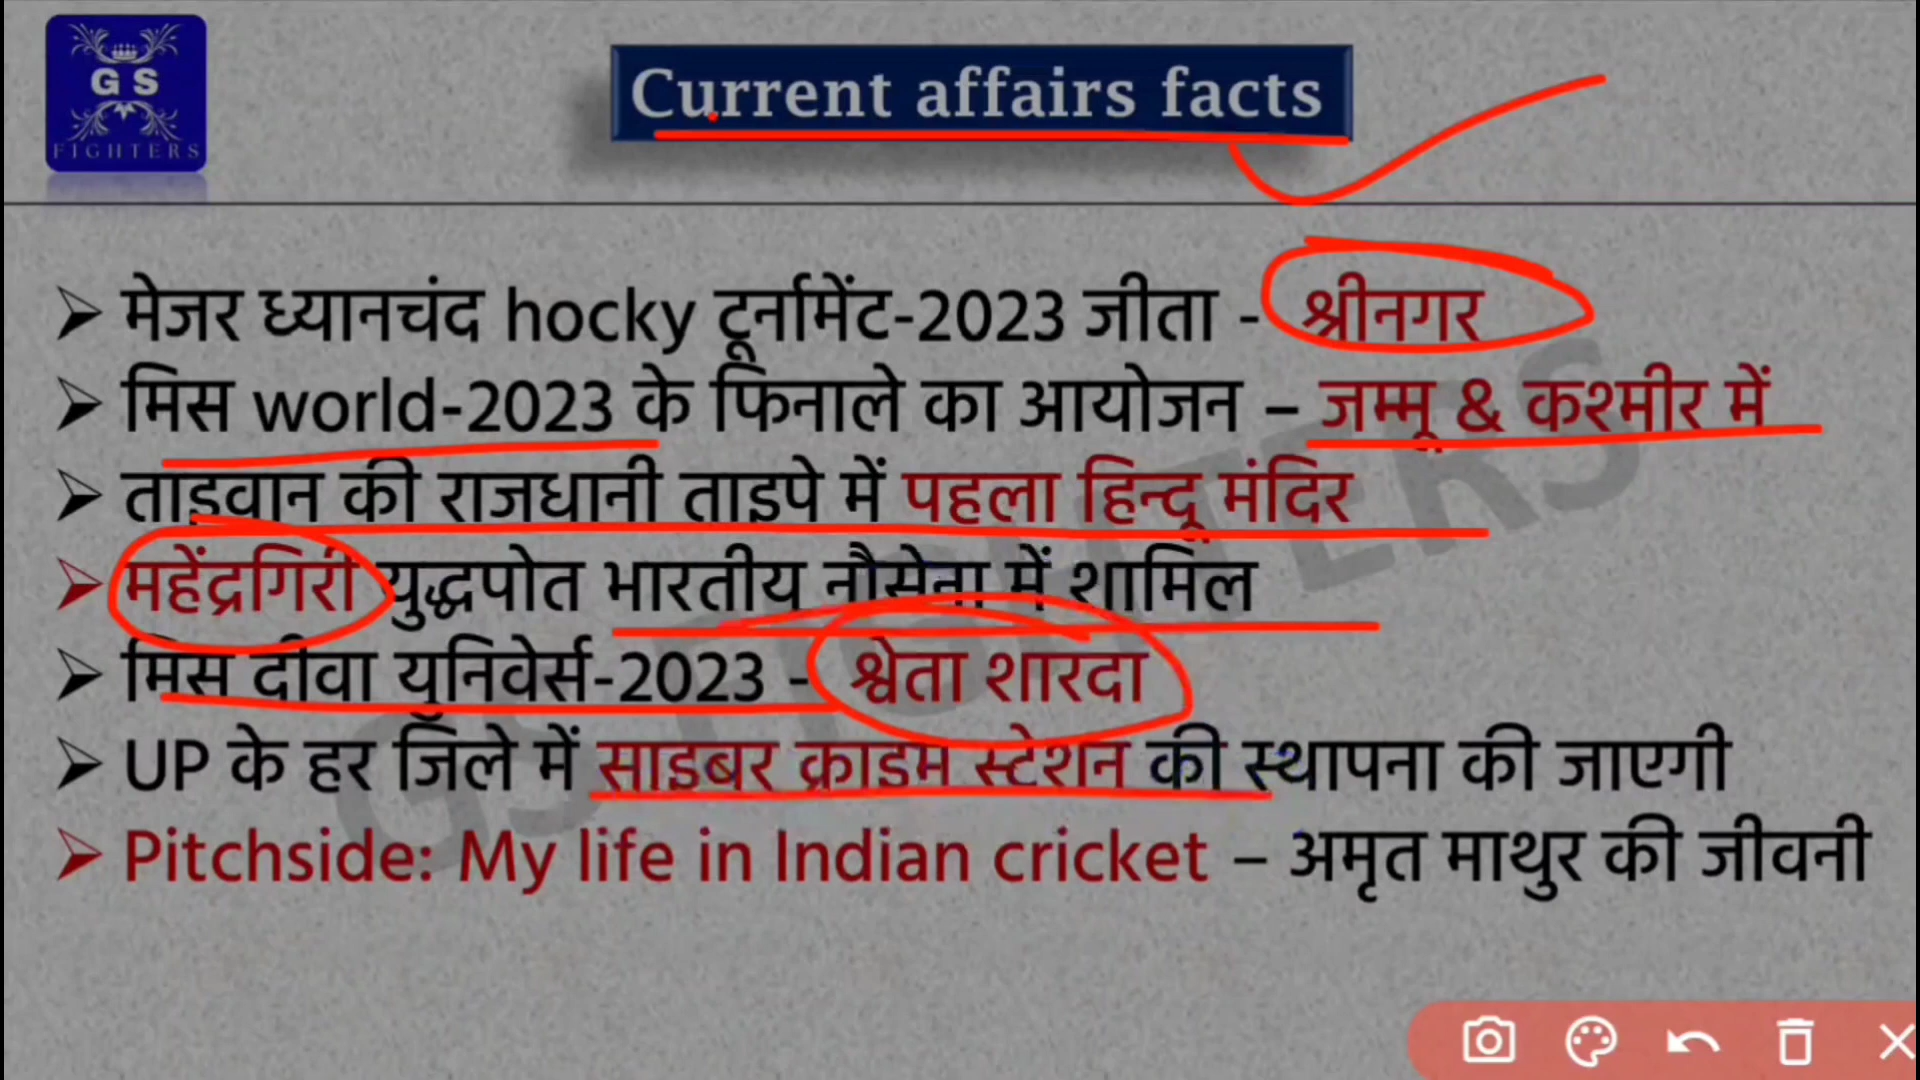 G S
FIGHTERS
Current affairs facts
मेजर ध्यानचंद hocky टूर्नामेंट-2023 जीता - श्रीनगर
मिस world-2023 के फिनाले का आयोजन – जम्मू & कश्मीर में
ताइवान की राजधानी ताइपे में पहला हिन्दू मंदिर
महेंद्रगिरी युद्धपोत भारतीय नौसेना में शामिल
मिस दीवा युनिवेर्स-2023 - श्वेता शारदा
UP के हर जिले में साइबर क्राइम स्टेशन की स्थापना की जाएगी
Pitchside: My life in Indian cricket – अमृत माथुर की जीवनी
GS FIGHTERS